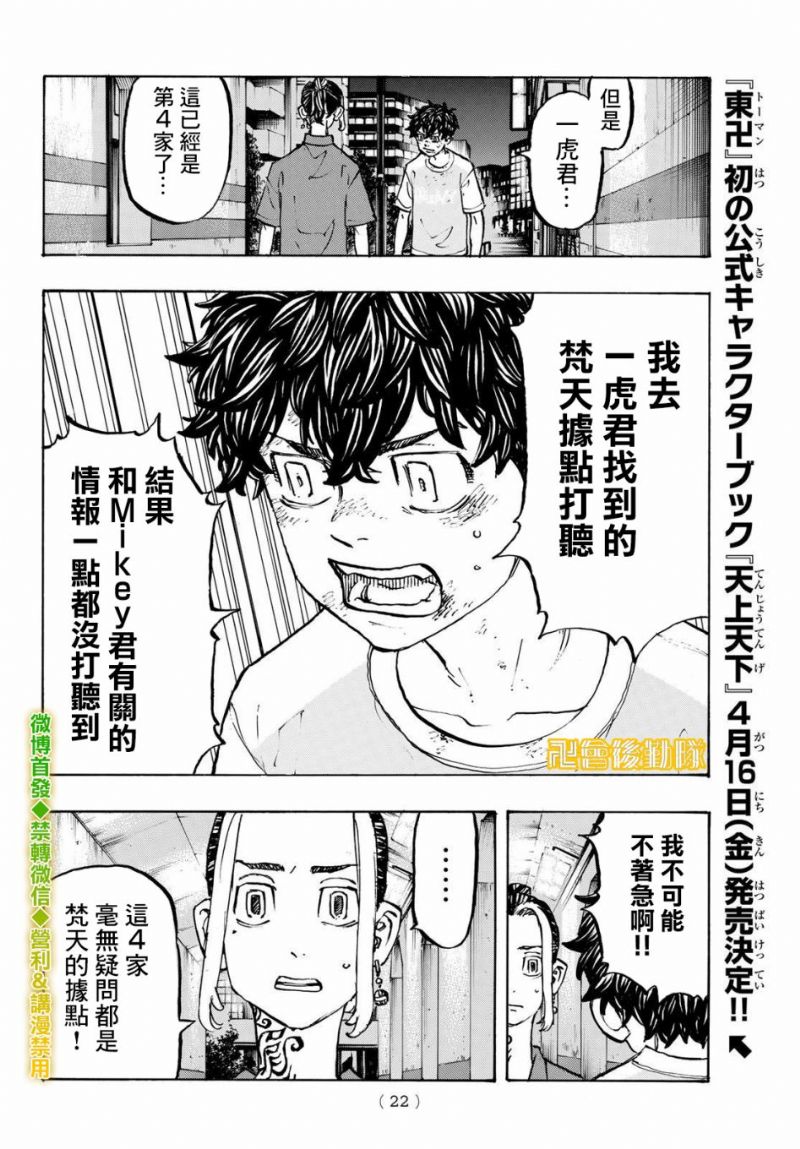 『東卍』初の公式キャラクターブック『天上天下』4月16日(金)発売決定!!
トーマン
はつ
こうしき
てんじょうてんげ
がつ
にち
きん
はつばいけってい
但是
一虎君…
這已經是
第4家了…
我去
一虎君找到的
梵天據點打聽
結果
和Mikey君有關的
情報一點都沒打聽到
卍會後勤隊
我不可能
不著急啊!!
……
這4家
毫無疑問都是
梵天的據點！
微博首發◆禁轉微信◆營利&講漫禁用
(22)